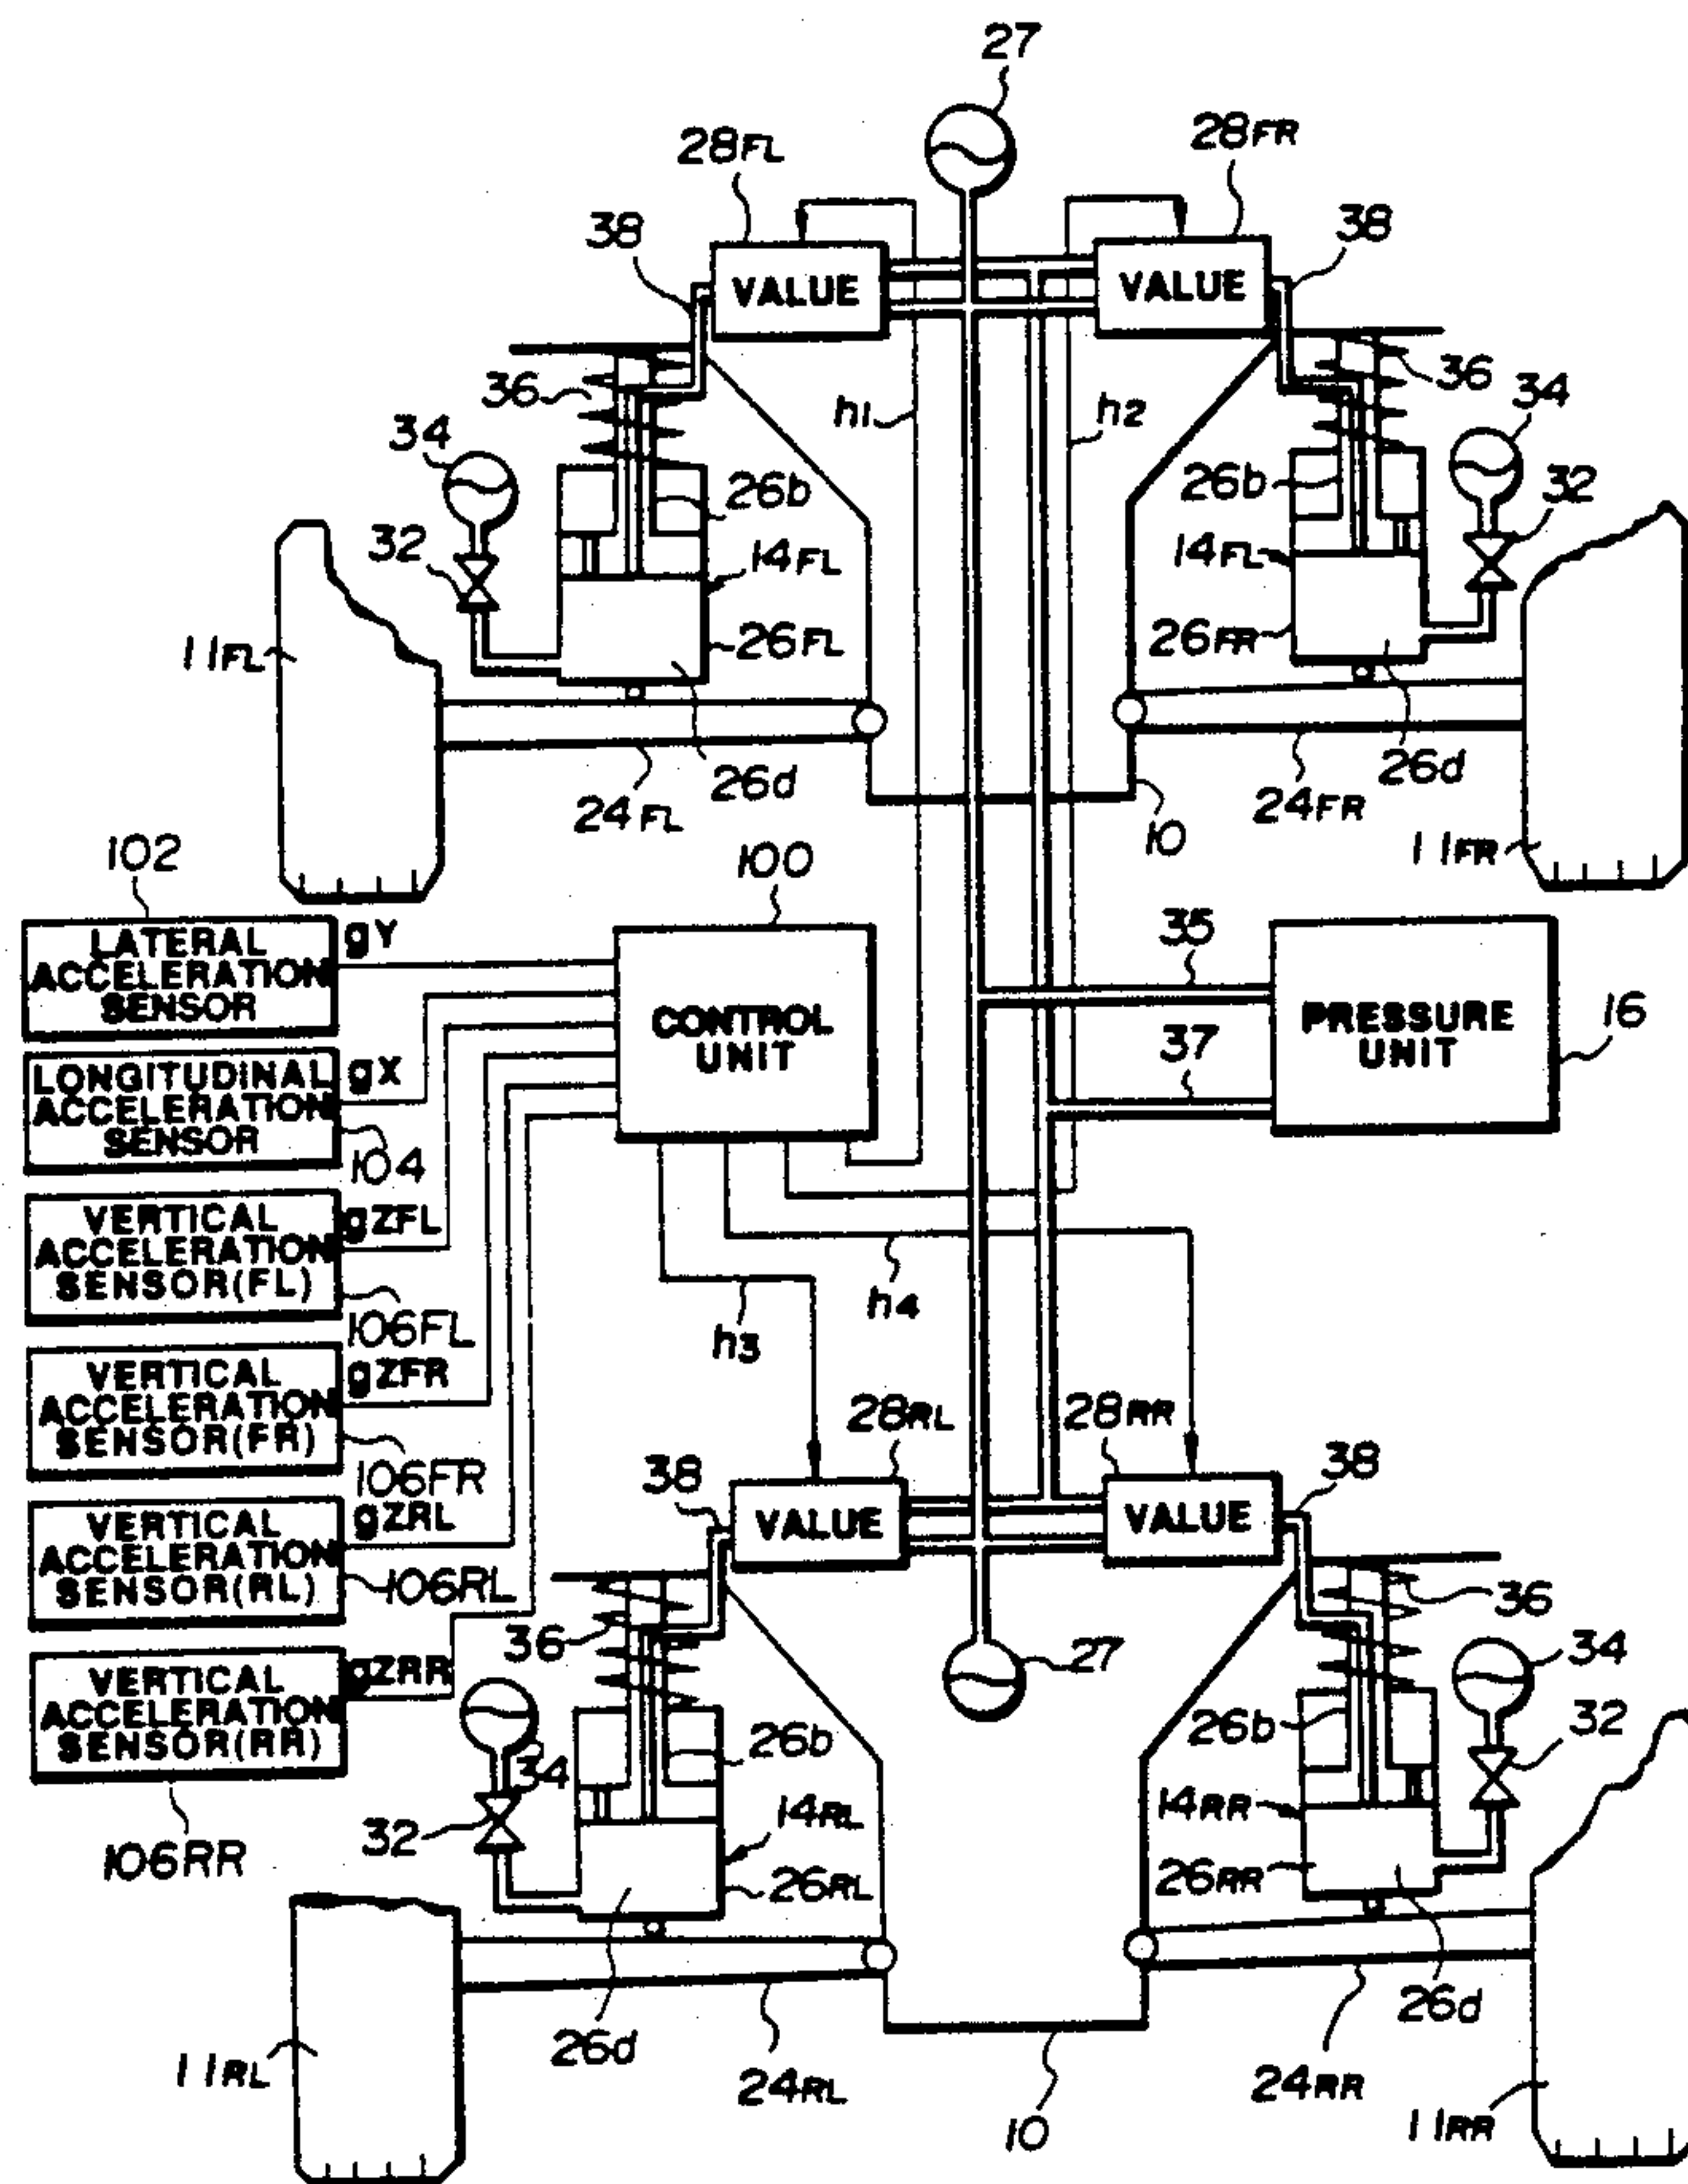 27
28FL
28FR
38
38
VALUE
VALUE
36
36
34
34
h1
h2
26b
26b
32
32
14FL
14FL
11FL
26FL
26FR
26d
26d
24FL
24FR
10
11FR
102
100
LATERAL
ACCELERATION
SENSOR
gY
35
CONTROL
UNIT
PRESSURE
UNIT
16
37
LONGITUDINAL
ACCELERATION
SENSOR
gX
104
VERTICAL
ACCELERATION
SENSOR(FL)
gZFL
106FL
h4
h3
VERTICAL
ACCELERATION
SENSOR(FR)
gZFR
106FR
28RL
28RR
38
38
VALUE
VALUE
VERTICAL
ACCELERATION
SENSOR(RL)
gZRL
106RL
36
36
27
34
VERTICAL
ACCELERATION
SENSOR(RR)
gZRR
106RR
34
26b
26b
32
32
14RL
14RR
26RL
26RR
26d
26d
11RL
24RL
24RR
10
11RR